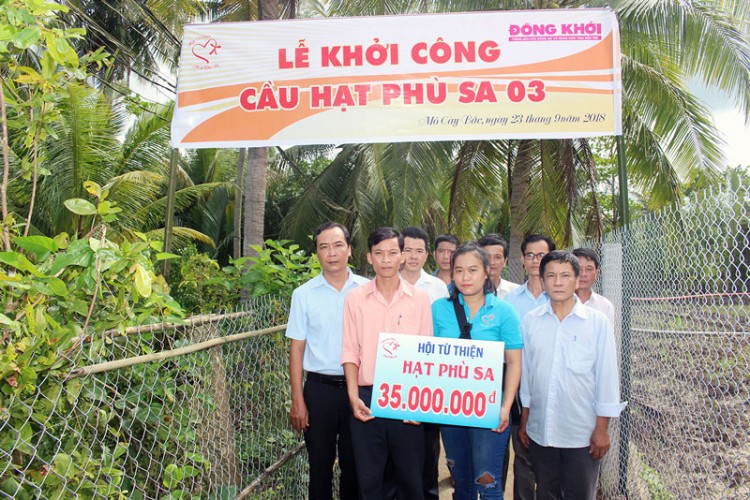 ĐỒNG KHỞI
LỄ KHỞI CÔNG
CẦU HẠT PHÙ SA 03
Mỏ Cày Bắc, ngày 23 tháng 9 năm 2018
HỘI TỪ THIỆN
HẠT PHÙ SA
35.000.000đ